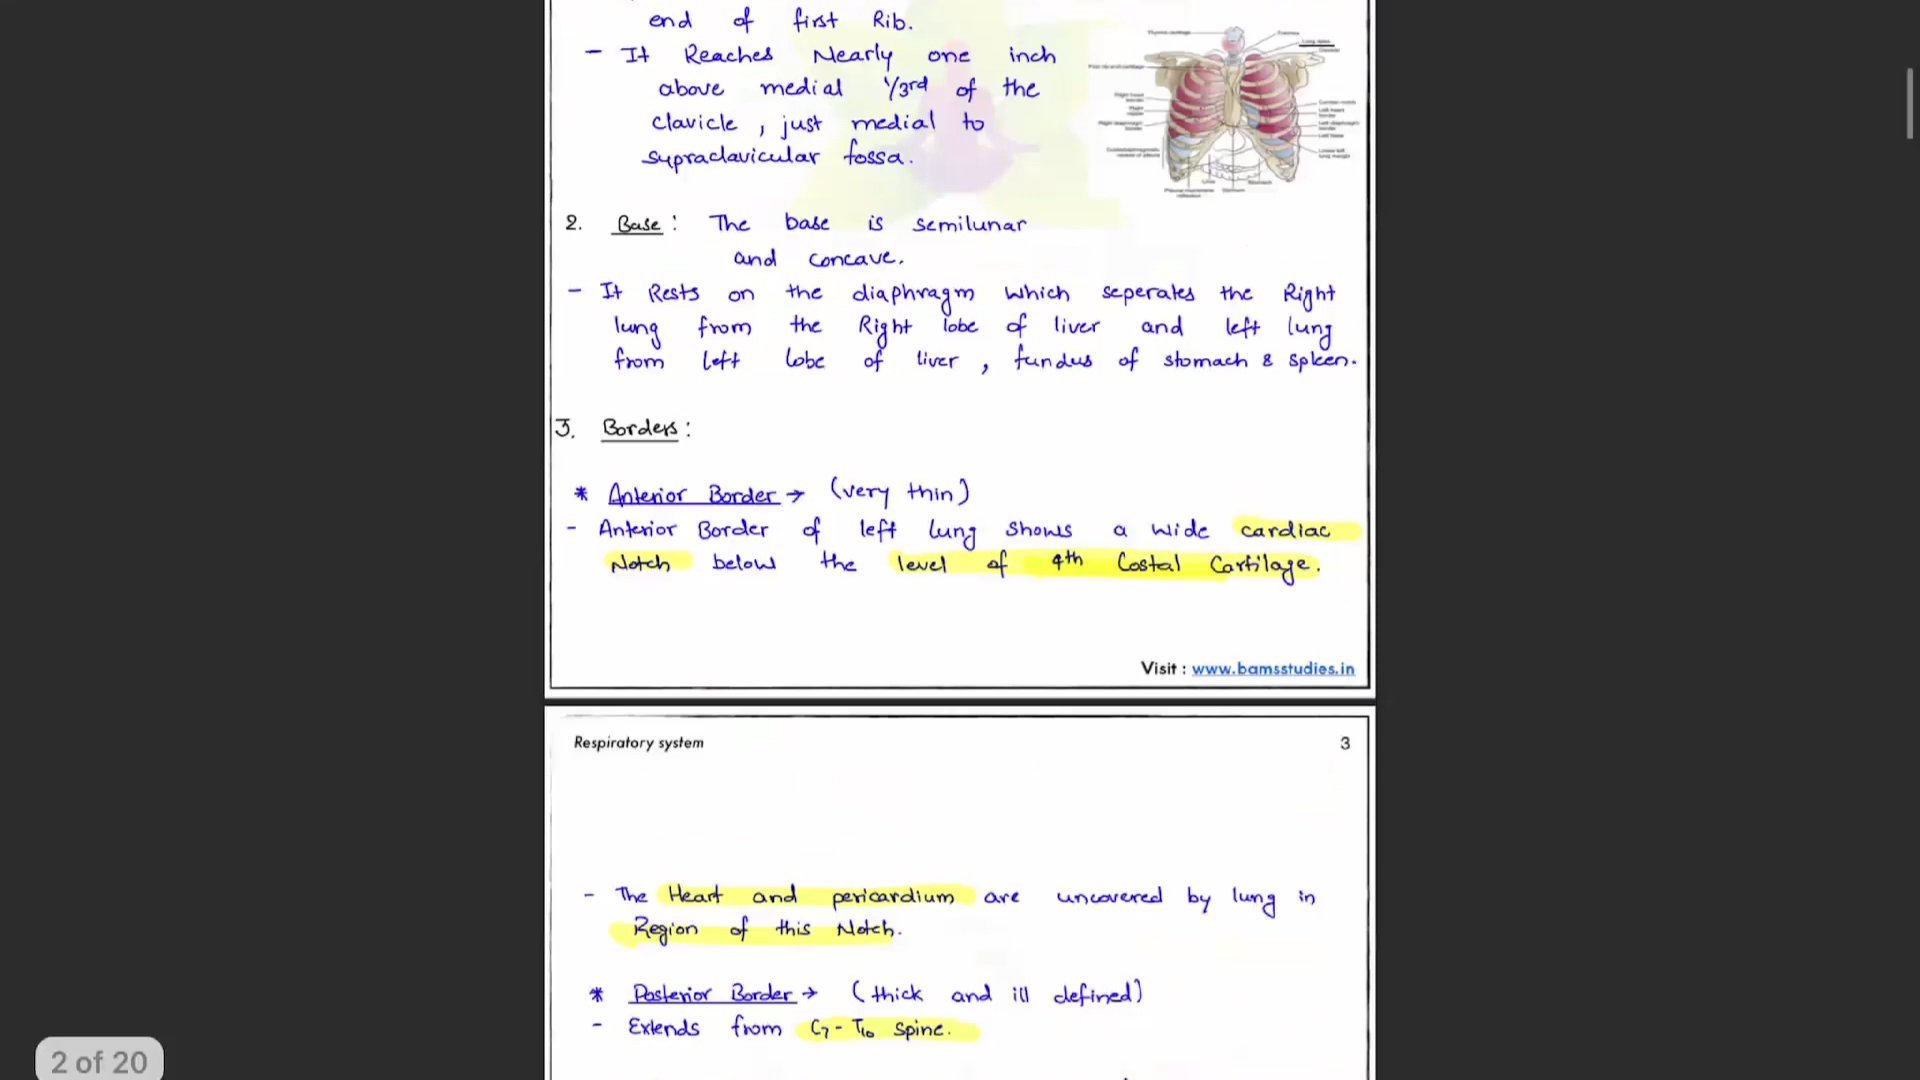 end of first Rib.
- It Reaches Nearly one inch
above medial 1/3rd of the
clavicle, just medial to
supraclavicular fossa.
2. Base: The base is semilunar
and concave.
- It Rests on the diaphragm which seperates the Right
lung from the Right lobe of liver and left lung
from left lobe of liver, fundus of stomach & spleen.
3. Borders:
* Anterior Border → (very thin)
- Anterior Border of left lung shows a wide cardiac
Notch below the level of 4th Costal Cartilage.
Visit : www.bamsstudies.in
Respiratory system 3
- The Heart and pericardium are uncovered by lung in
Region of this Notch.
* Posterior Border → (thick and ill defined)
- Extends from C7 - T10 spine.
2 of 20